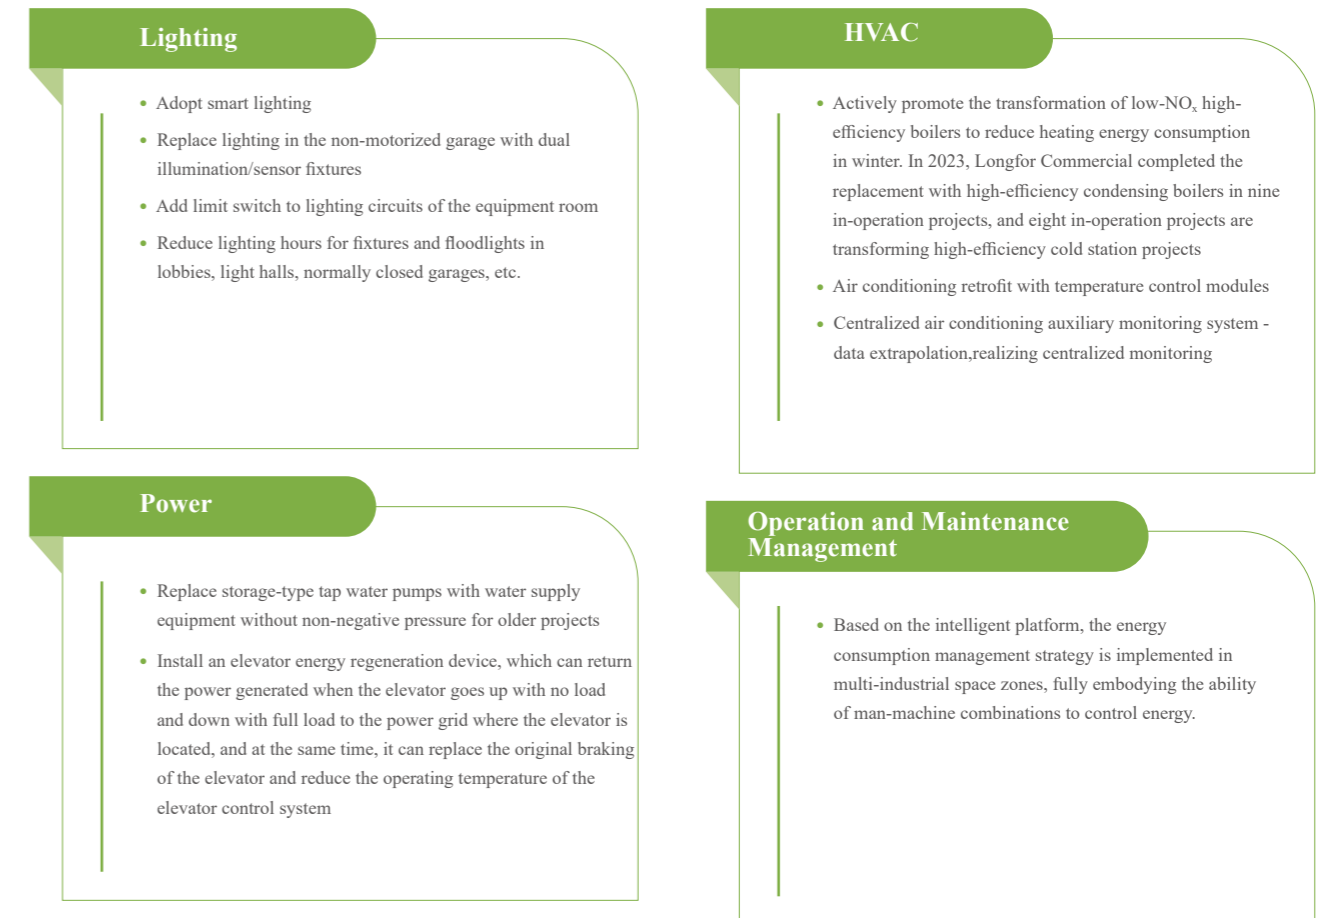 Lighting
• Adopt smart lighting
• Replace lighting in the non-motorized garage with dual
illumination/sensor fixtures
• Add limit switch to lighting circuits of the equipment room
• Reduce lighting hours for fixtures and floodlights in
lobbies, light halls, normally closed garages, etc.
HVAC
• Actively promote the transformation of low-NOₓ high-
efficiency boilers to reduce heating energy consumption
in winter. In 2023, Longfor Commercial completed the
replacement with high-efficiency condensing boilers in nine
in-operation projects, and eight in-operation projects are
transforming high-efficiency cold station projects
• Air conditioning retrofit with temperature control modules
• Centralized air conditioning auxiliary monitoring system -
data extrapolation,realizing centralized monitoring
Power
• Replace storage-type tap water pumps with water supply
equipment without non-negative pressure for older projects
• Install an elevator energy regeneration device, which can return
the power generated when the elevator goes up with no load
and down with full load to the power grid where the elevator is
located, and at the same time, it can replace the original braking
of the elevator and reduce the operating temperature of the
elevator control system
Operation and Maintenance
Management
• Based on the intelligent platform, the energy
consumption management strategy is implemented in
multi-industrial space zones, fully embodying the ability
of man-machine combinations to control energy.